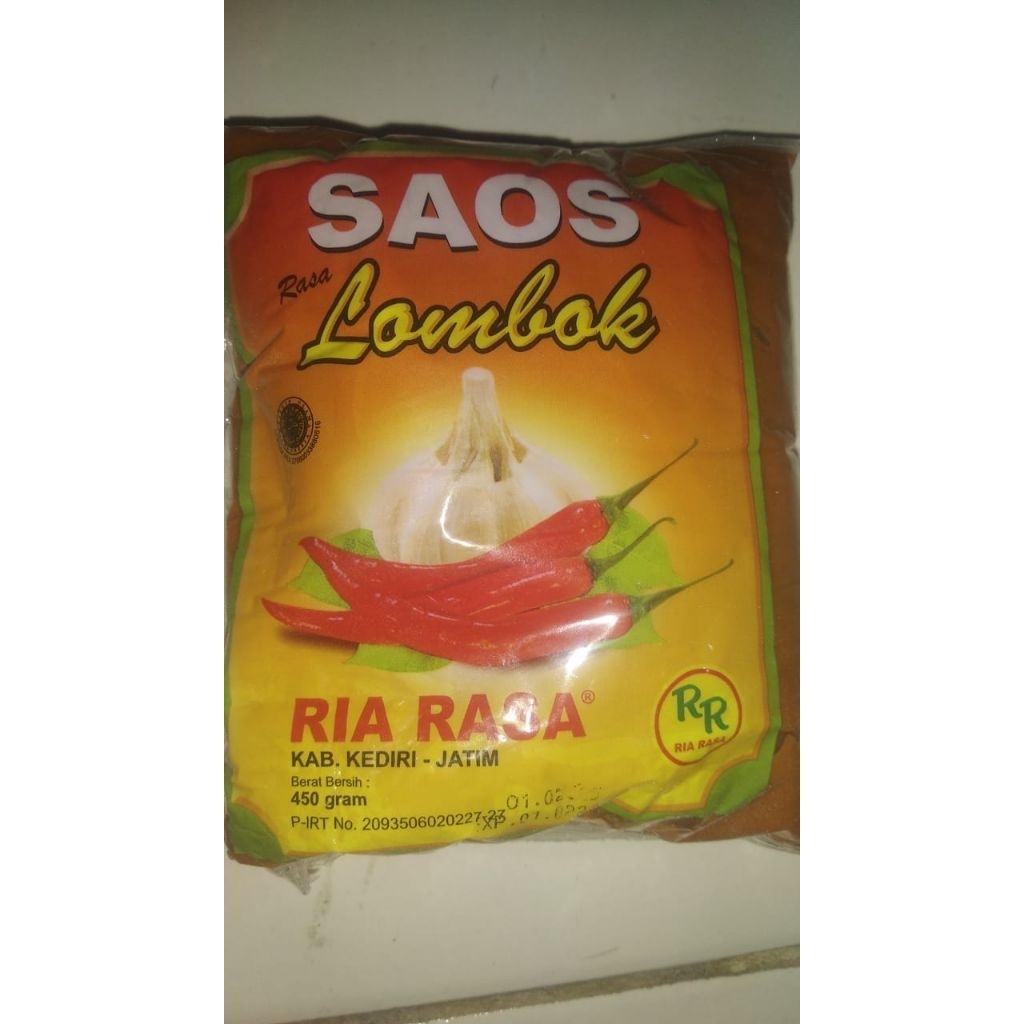 SAOS
Rasa
Lombok
RIA RASA®
KAB. KEDIRI - JATIM
Berat Bersih :
450 gram
P-IRT No. 2093506020227-23
RR
RIA RASA